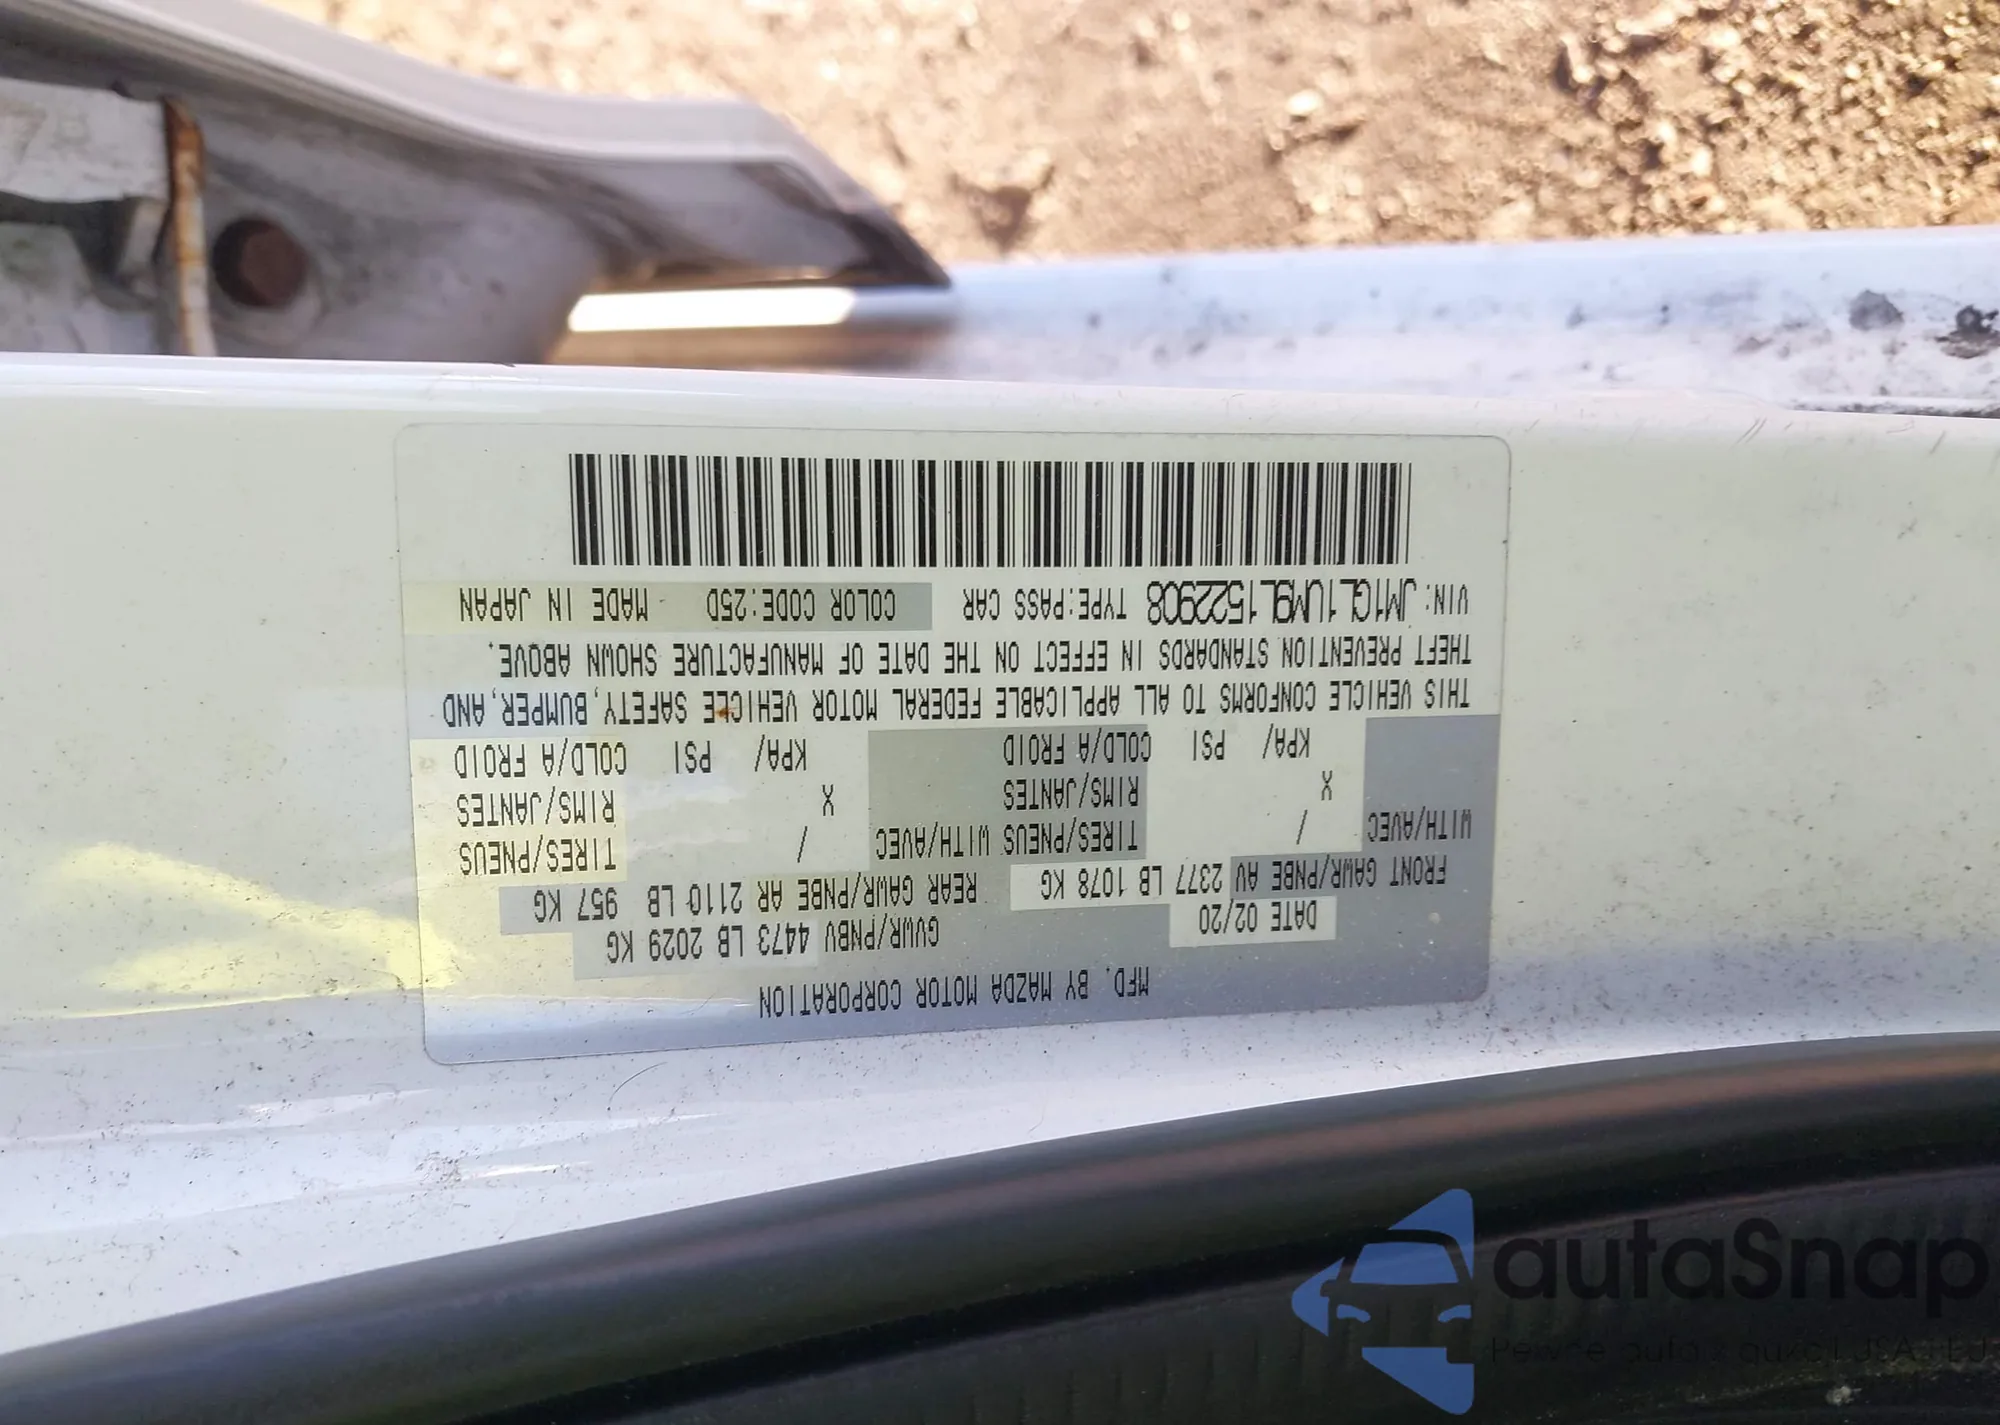 MFD. BY MAZDA MOTOR CORPORATION
DATE 02/20 GVWR/PNBV 4473 LB 2029 KG
FRONT GAWR/PNBE AV 2377 LB 1078 KG REAR GAWR/PNBE AR 2110 LB 957 KG
WITH/AVEC / TIRES/PNEUS WITH/AVEC / TIRES/PNEUS
X RIMS/JANTES X RIMS/JANTES
KPA/ PSI COLD/A FROID KPA/ PSI COLD/A FROID
THIS VEHICLE CONFORMS TO ALL APPLICABLE FEDERAL MOTOR VEHICLE SAFETY, BUMPER, AND
THEFT PREVENTION STANDARDS IN EFFECT ON THE DATE OF MANUFACTURE SHOWN ABOVE.
VIN: JM1GL1UM9L1522908 TYPE:PASS CAR COLOR CODE:25D MADE IN JAPAN
autaSnap